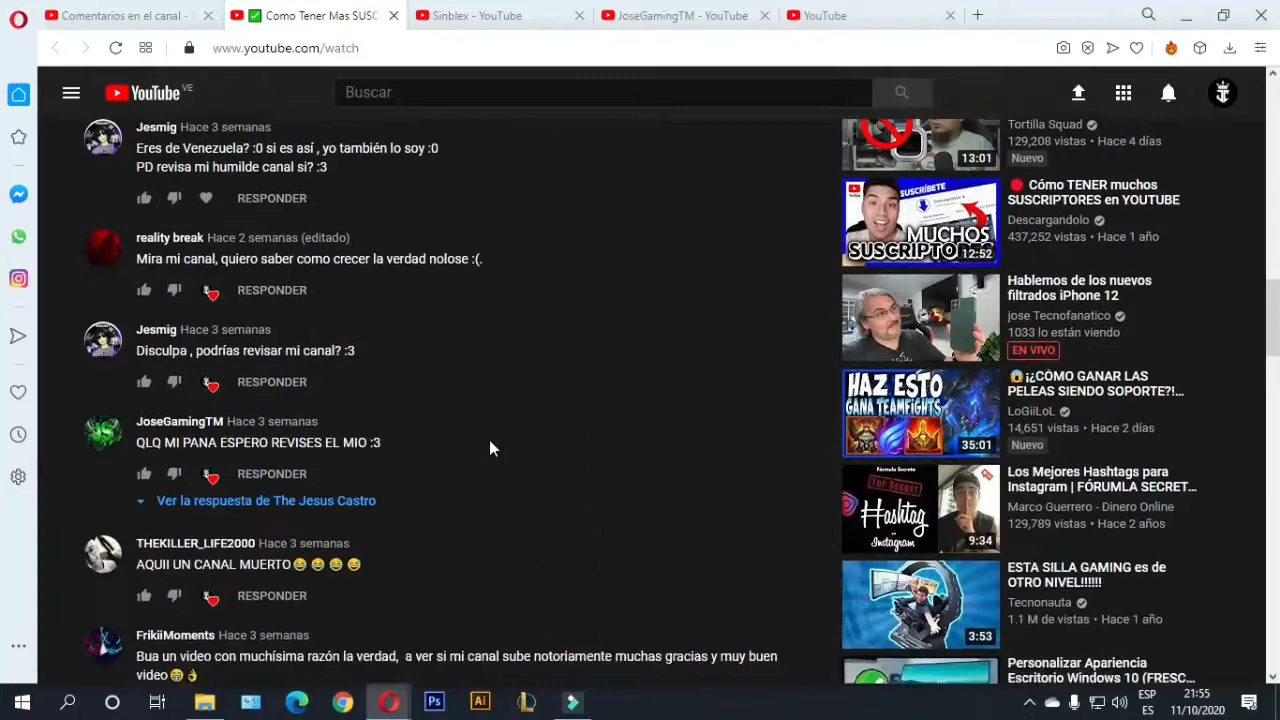 Comentarios en el canal -
Como Tener Mas SUSC
Sinblex - YouTube
JoseGamingTM - YouTube
YouTube
www.youtube.com/watch
YouTube VE
Buscar
Jesmig Hace 3 semanas
Eres de Venezuela? :0 si es así , yo también lo soy :0
PD revisa mi humilde canal si? :3
RESPONDER
reality break Hace 2 semanas (editado)
Mira mi canal, quiero saber como crecer la verdad nolose :(.
RESPONDER
Jesmig Hace 3 semanas
Disculpa , podrías revisar mi canal? :3
RESPONDER
JoseGamingTM Hace 3 semanas
QLQ MI PANA ESPERO REVISES EL MIO :3
RESPONDER
Ver la respuesta de The Jesus Castro
THEKILLER_LIFE2000 Hace 3 semanas
AQUII UN CANAL MUERTO😂😂😂😂
RESPONDER
FrikiiMoments Hace 3 semanas
Bua un video con muchísima razón la verdad, a ver si mi canal sube notoriamente muchas gracias y muy buen
video😁👌
13:01
Tortilla Squad
129,208 vistas • Hace 4 días
Nuevo
SUSCRÍBETE
Descargandolo
MUCHOS
SUSCRIPTORES
12:52
🔴 Cómo TENER muchos
SUSCRIPTORES en YOUTUBE
Descargandolo
437,252 vistas • Hace 1 año
Hablemos de los nuevos
filtrados iPhone 12
jose Tecnofanatico
1033 lo están viendo
EN VIVO
HAZ ESTO
GANA TEAMFIGHTS
35:01
😱¡¿CÓMO GANAR LAS
PELEAS SIENDO SOPORTE?!...
LoGiiLoL
14,651 vistas • Hace 2 días
Nuevo
Fórmula Secreta
TOP SECRET
Hashtag
en
Instagram
9:34
Los Mejores Hashtags para
Instagram | FÓRUMLA SECRET...
Marco Guerrero - Dinero Online
129,789 vistas • Hace 2 años
3:53
ESTA SILLA GAMING es de
OTRO NIVEL!!!!!!
Tecnonauta
1.1 M de vistas • Hace 1 año
Personalizar Apariencia
Escritorio Windows 10 (FRESC...
Ps
Ai
ESP
ES
21:55
11/10/2020